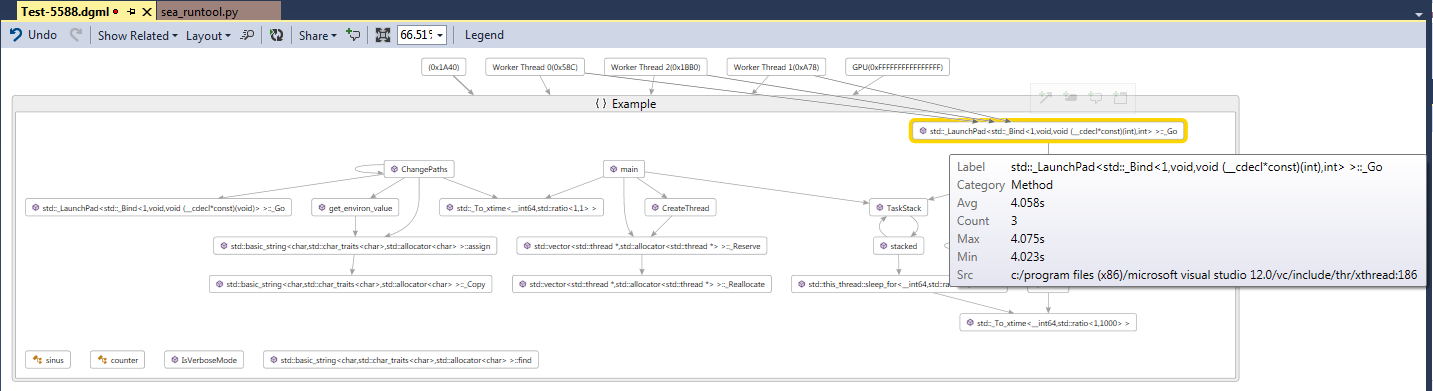 Test-5588.dgml
sea_runtool.py
Undo Show Related Layout Share 66.51% Legend
(0x1A40) Worker Thread 0(0x58C) Worker Thread 2(0x1BB0) Worker Thread 1(0xA78) GPU(0xFFFFFFFFFFFFFFFF)
{ } Example
std::_LaunchPad<std::_Bind<1,void,void (__cdecl*const)(int),int> >::_Go
ChangePaths main
Label std::_LaunchPad<std::_Bind<1,void,void (__cdecl*const)(int),int> >::_Go
Category Method
Avg 4.058s
Count 3
Max 4.075s
Min 4.023s
Src c:/program files (x86)/microsoft visual studio 12.0/vc/include/thr/xthread:186
std::_LaunchPad<std::_Bind<1,void,void (__cdecl*const)(void)> >::_Go get_environ_value std::_To_xtime<__int64,std::ratio<1,1> > CreateThread TaskStack
std::basic_string<char,std::char_traits<char>,std::allocator<char> >::assign std::vector<std::thread *,std::allocator<std::thread *> >::_Reserve stacked
std::basic_string<char,std::char_traits<char>,std::allocator<char> >::_Copy std::vector<std::thread *,std::allocator<std::thread *> >::_Reallocate std::this_thread::sleep_for<__int64,std::
std::_To_xtime<__int64,std::ratio<1,1000> >
sinus counter IsVerboseMode std::basic_string<char,std::char_traits<char>,std::allocator<char> >::find